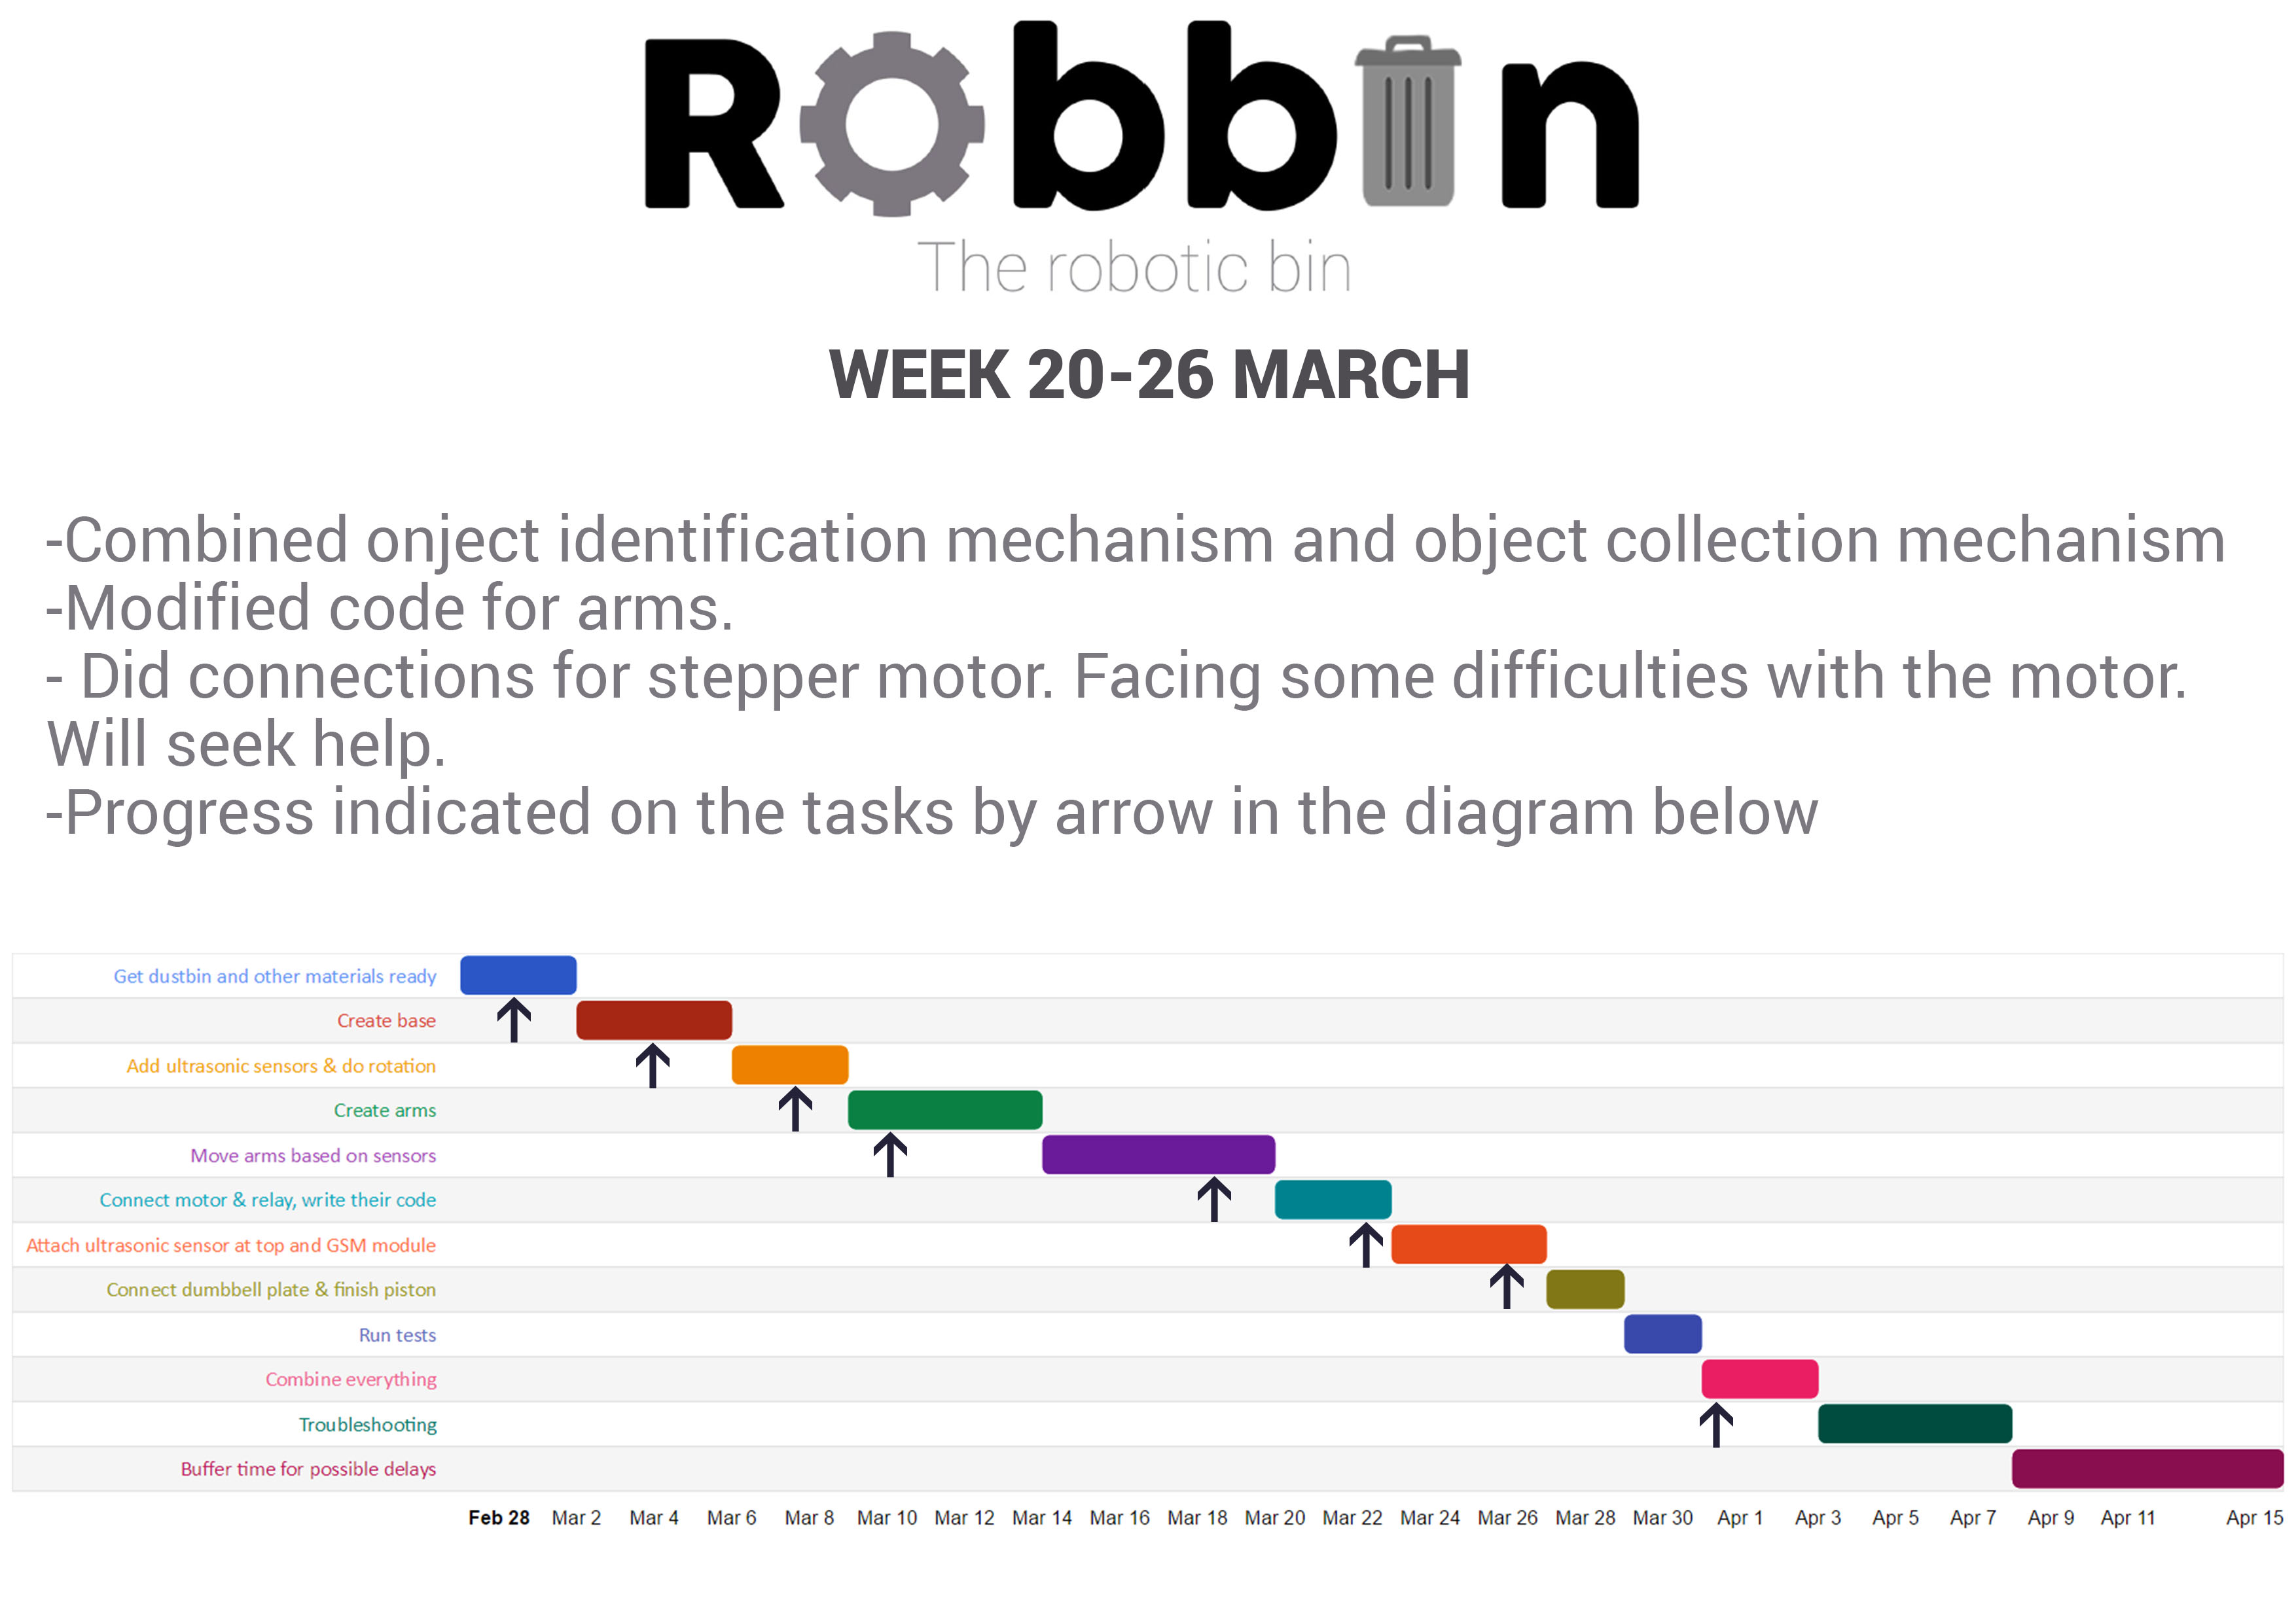 Robbin
The robotic bin
WEEK 20-26 MARCH
-Combined onject identification mechanism and object collection mechanism
-Modified code for arms.
- Did connections for stepper motor. Facing some difficulties with the motor.
Will seek help.
-Progress indicated on the tasks by arrow in the diagram below
Get dustbin and other materials ready
Create base
Add ultrasonic sensors & do rotation
Create arms
Move arms based on sensors
Connect motor & relay, write their code
Attach ultrasonic sensor at top and GSM module
Connect dumbbell plate & finish piston
Run tests
Combine everything
Troubleshooting
Buffer time for possible delays
Feb 28 Mar 2 Mar 4 Mar 6 Mar 8 Mar 10 Mar 12 Mar 14 Mar 16 Mar 18 Mar 20 Mar 22 Mar 24 Mar 26 Mar 28 Mar 30 Apr 1 Apr 3 Apr 5 Apr 7 Apr 9 Apr 11 Apr 15